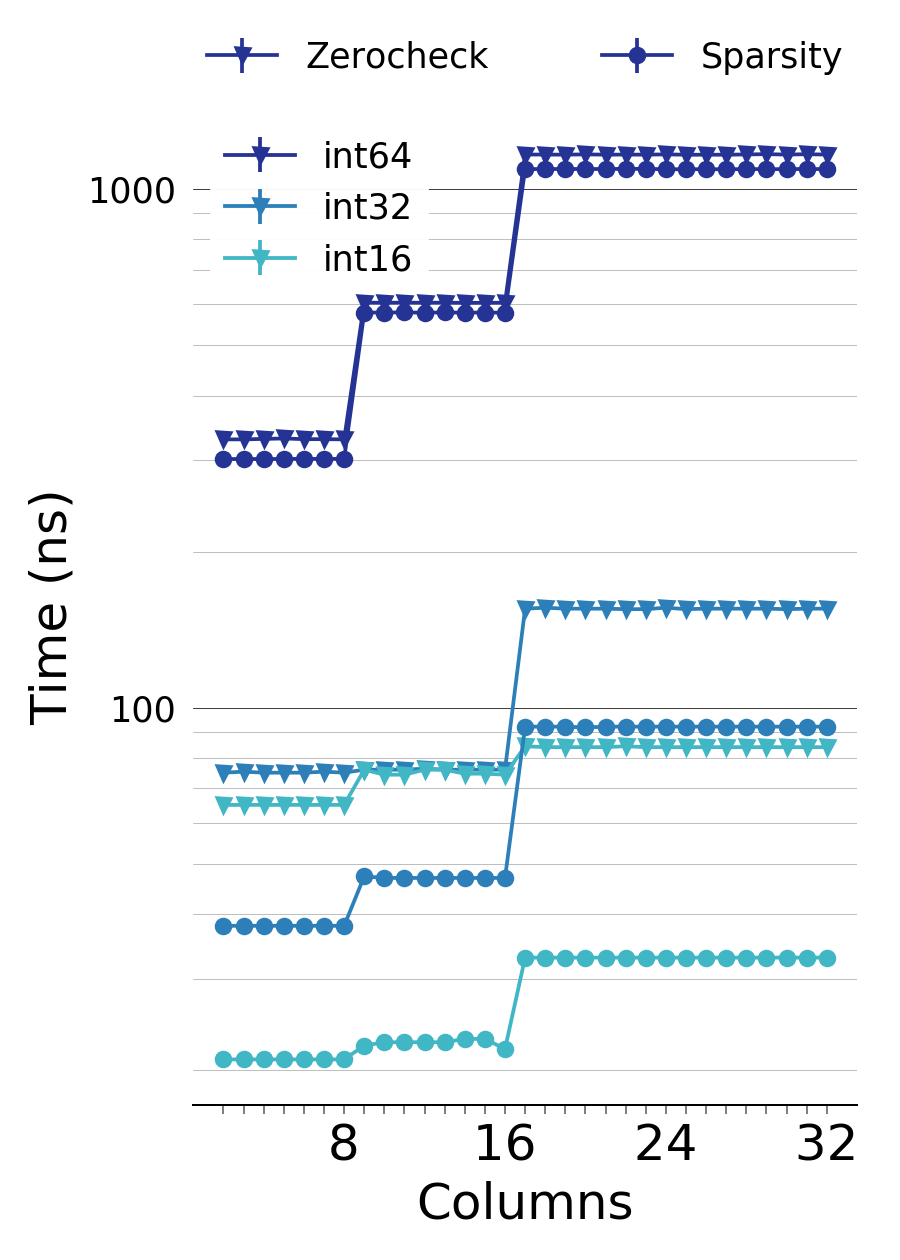 Zerocheck Sparsity
int64
int32
int16
1000
100
Time (ns)
8 16 24 32
Columns